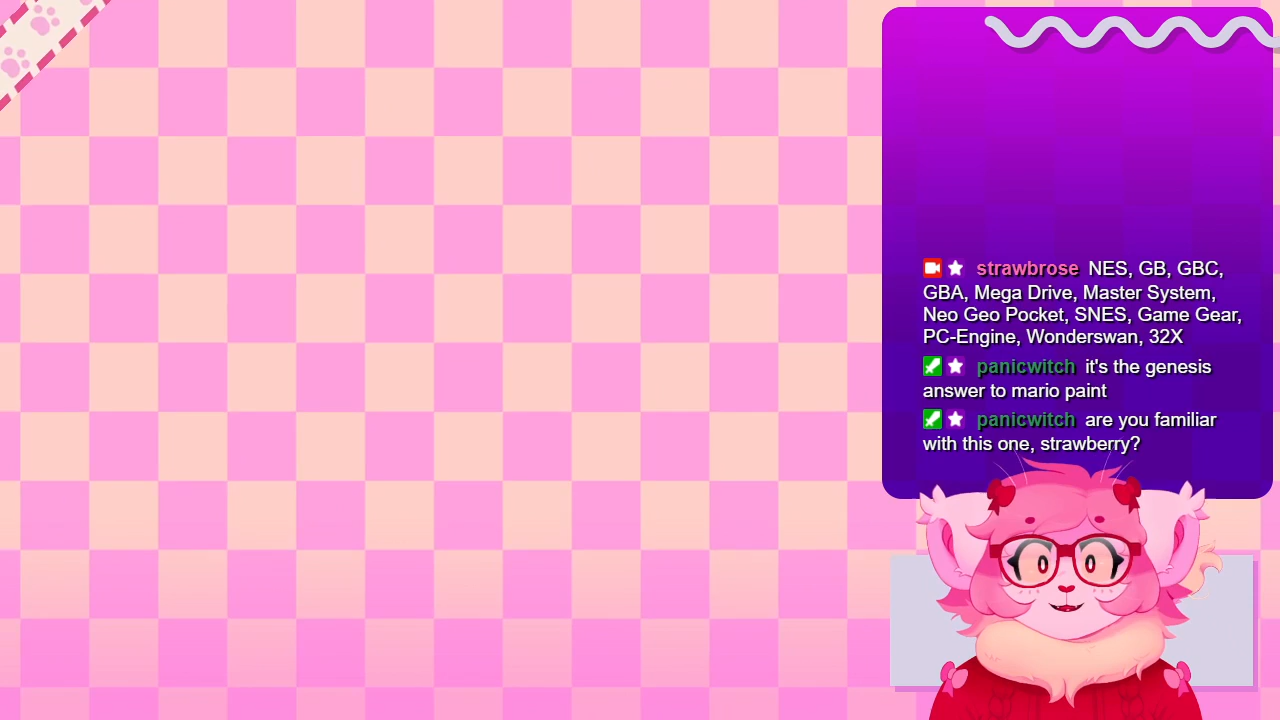 strawbrose NES, GB, GBC,
GBA, Mega Drive, Master System,
Neo Geo Pocket, SNES, Game Gear,
PC-Engine, Wonderswan, 32X
panicwitch it's the genesis
answer to mario paint
panicwitch are you familiar
with this one, strawberry?